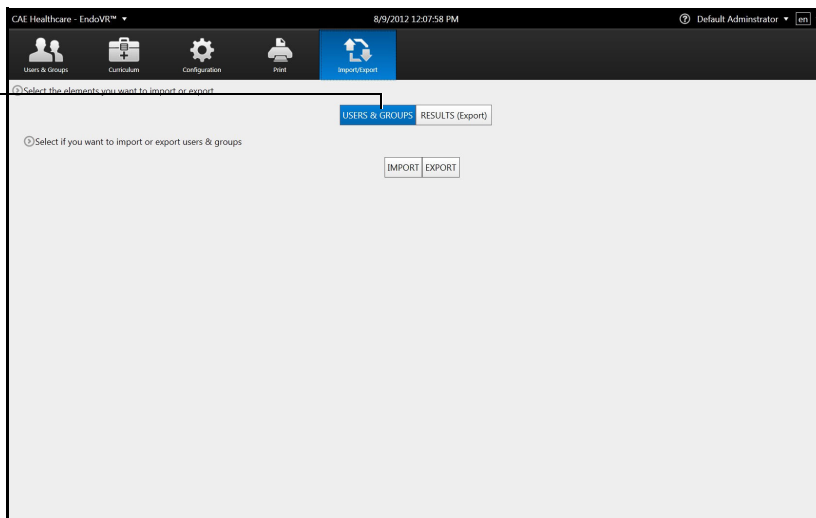 CAE Healthcare - EndoVR™ 8/9/2012 12:07:58 PM Default Adminstrator en
Users & Groups Curriculum Configuration Print Import/Export
Select the elements you want to import or export
USERS & GROUPS RESULTS (Export)
Select if you want to import or export users & groups
IMPORT EXPORT